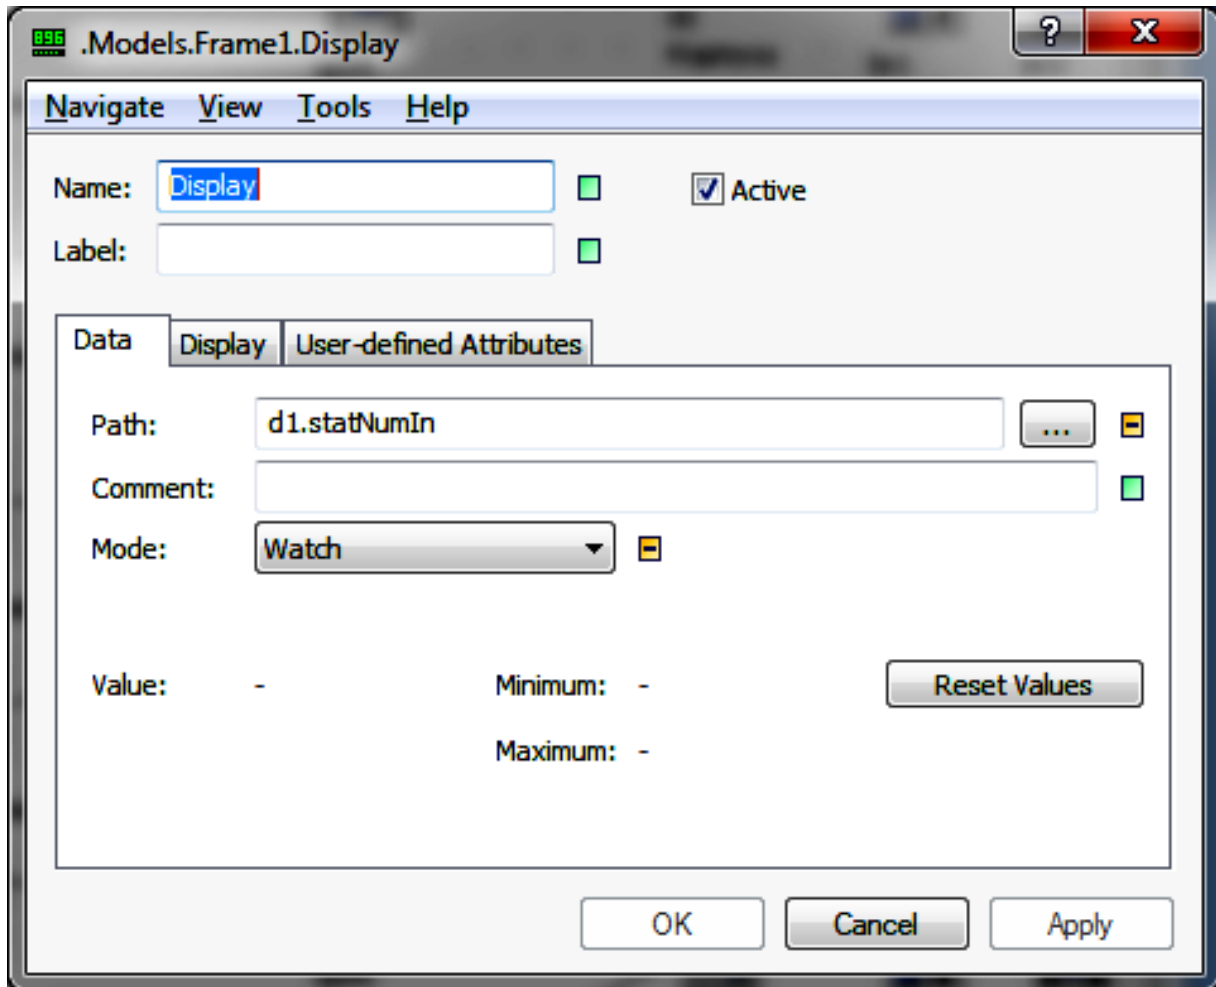 896 .Models.Frame1.Display ? X
Navigate View Tools Help
Name: Display Active
Label:
Data Display User-defined Attributes
Path: d1.statNumIn ...
Comment:
Mode: Watch
Value: - Minimum: - Reset Values
Maximum: -
OK Cancel Apply